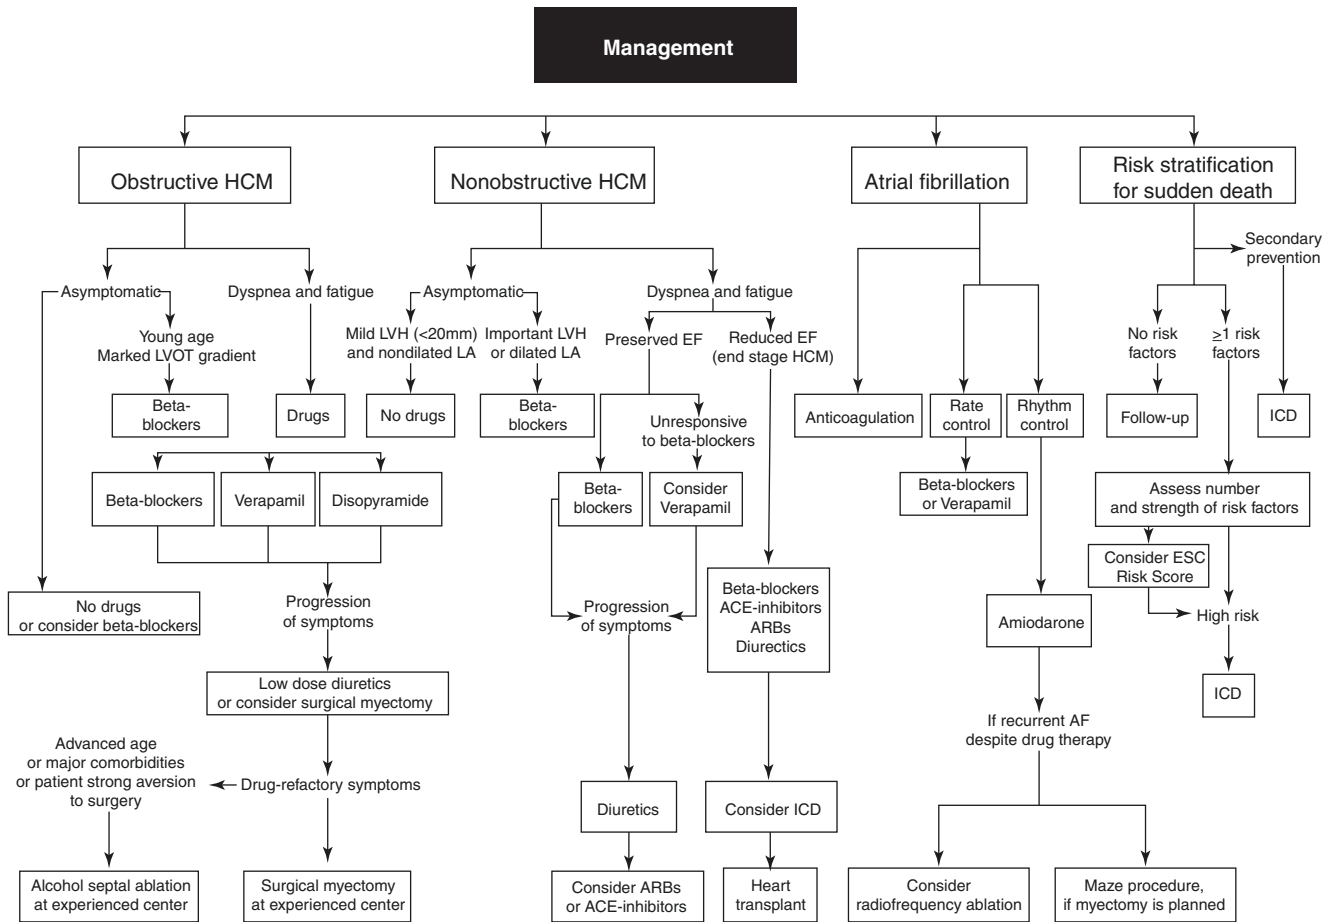 Management
Obstructive HCM
Nonobstructive HCM
Atrial fibrillation
Risk stratification
for sudden death
Asymptomatic
Dyspnea and fatigue
Young age
Marked LVOT gradient
Beta-
blockers
Drugs
Beta-blockers
Verapamil
Disopyramide
No drugs
or consider beta-blockers
Progression
of symptoms
Low dose diuretics
or consider surgical myectomy
Drug-refactory symptoms
Advanced age
or major comorbidities
or patient strong aversion
to surgery
Alcohol septal ablation
at experienced center
Surgical myectomy
at experienced center
Asymptomatic
Dyspnea and fatigue
Mild LVH (<20mm)
and nondilated LA
Important LVH
or dilated LA
No drugs
Beta-
blockers
Preserved EF
Reduced EF
(end stage HCM)
Unresponsive
to beta-blockers
Beta-
blockers
Consider
Verapamil
Progression
of symptoms
Beta-blockers
ACE-inhibitors
ARBs
Diurectics
Diuretics
Consider ICD
Consider ARBs
or ACE-inhibitors
Heart
transplant
Anticoagulation
Rate
control
Rhythm
control
Beta-blockers
or Verapamil
Amiodarone
If recurrent AF
despite drug therapy
Consider
radiofrequency ablation
Maze procedure,
if myectomy is planned
Secondary
prevention
No risk
factors
≥1 risk
factors
Follow-up
ICD
Assess number
and strength of risk factors
Consider ESC
Risk Score
High risk
ICD